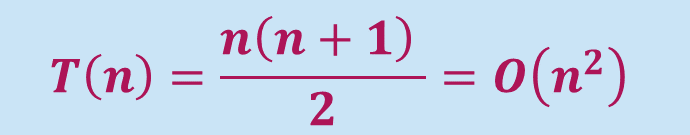 T(n) = n(n + 1)/2 = O(n²)